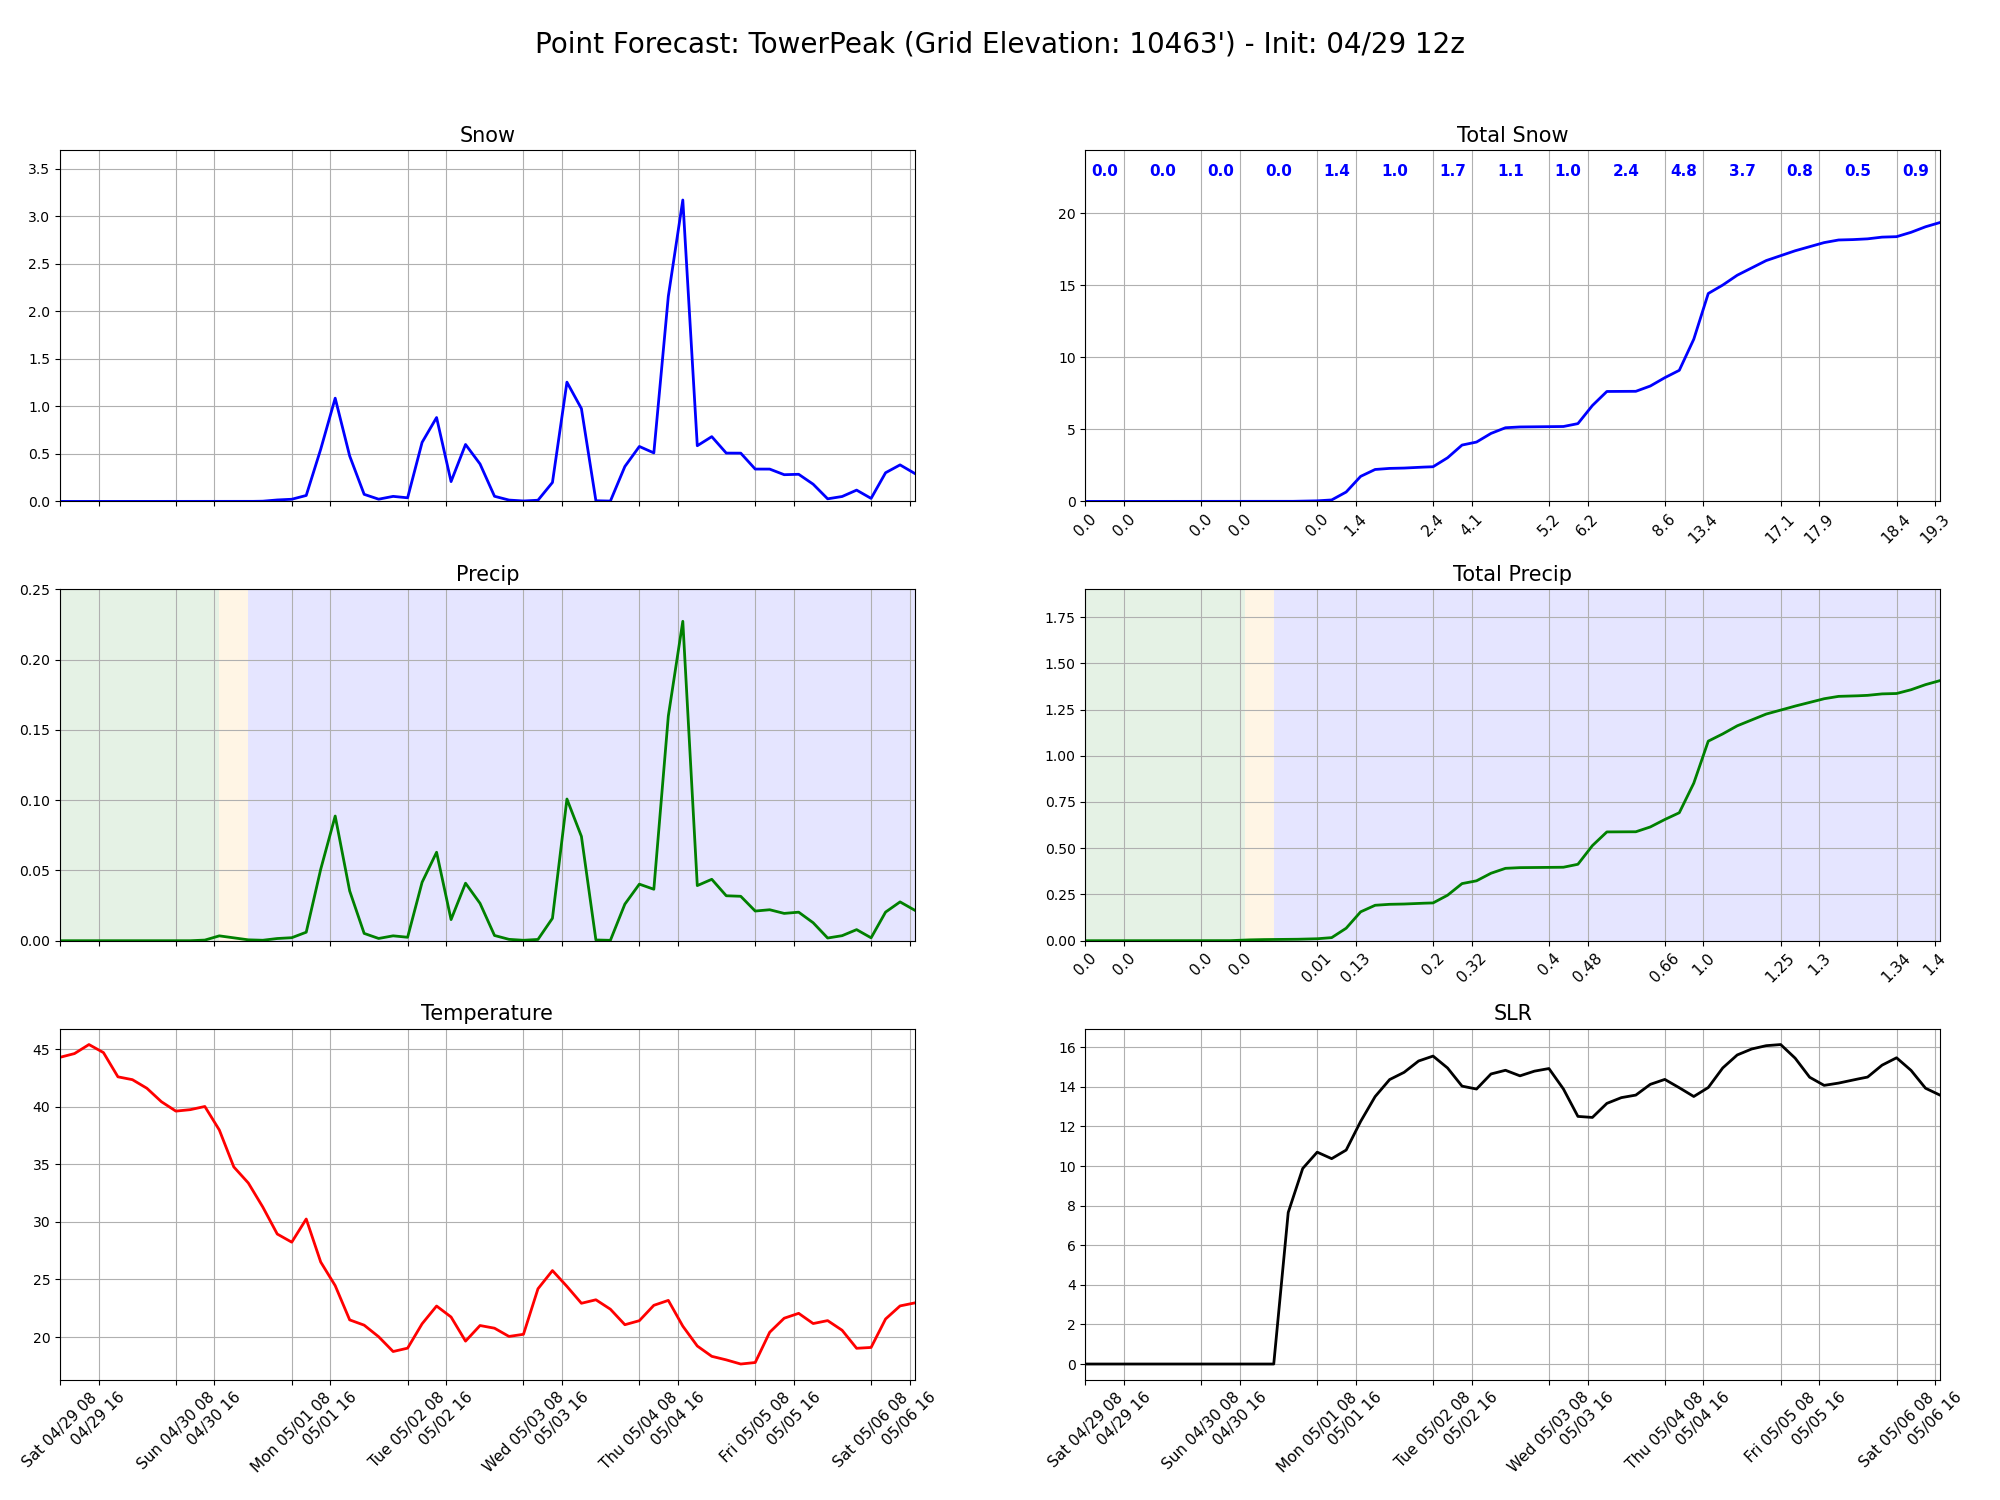 Point Forecast: TowerPeak (Grid Elevation: 10463') - Init: 04/29 12z
Snow
3.5
3.0
2.5
2.0
1.5
1.0
0.5
0.0
Total Snow
0.0 0.0 0.0 0.0 1.4 1.0 1.7 1.1 1.0 2.4 4.8 3.7 0.8 0.5 0.9
20
15
10
5
0
0.0 0.0 0.0 0.0 0.0 1.4 2.4 4.1 5.2 6.2 8.6 13.4 17.1 17.9 18.4 19.3
Precip
0.25
0.20
0.15
0.10
0.05
0.00
Total Precip
1.75
1.50
1.25
1.00
0.75
0.50
0.25
0.00
0.0 0.0 0.0 0.0 0.01 0.13 0.2 0.32 0.4 0.48 0.66 1.0 1.25 1.3 1.34 1.4
Temperature
45
40
35
30
25
20
Sat 04/29 08
04/29 16
Sun 04/30 08
04/30 16
Mon 05/01 08
05/01 16
Tue 05/02 08
05/02 16
Wed 05/03 08
05/03 16
Thu 05/04 08
05/04 16
Fri 05/05 08
05/05 16
Sat 05/06 08
05/06 16
SLR
16
14
12
10
8
6
4
2
0
Sat 04/29 08
04/29 16
Sun 04/30 08
04/30 16
Mon 05/01 08
05/01 16
Tue 05/02 08
05/02 16
Wed 05/03 08
05/03 16
Thu 05/04 08
05/04 16
Fri 05/05 08
05/05 16
Sat 05/06 08
05/06 16